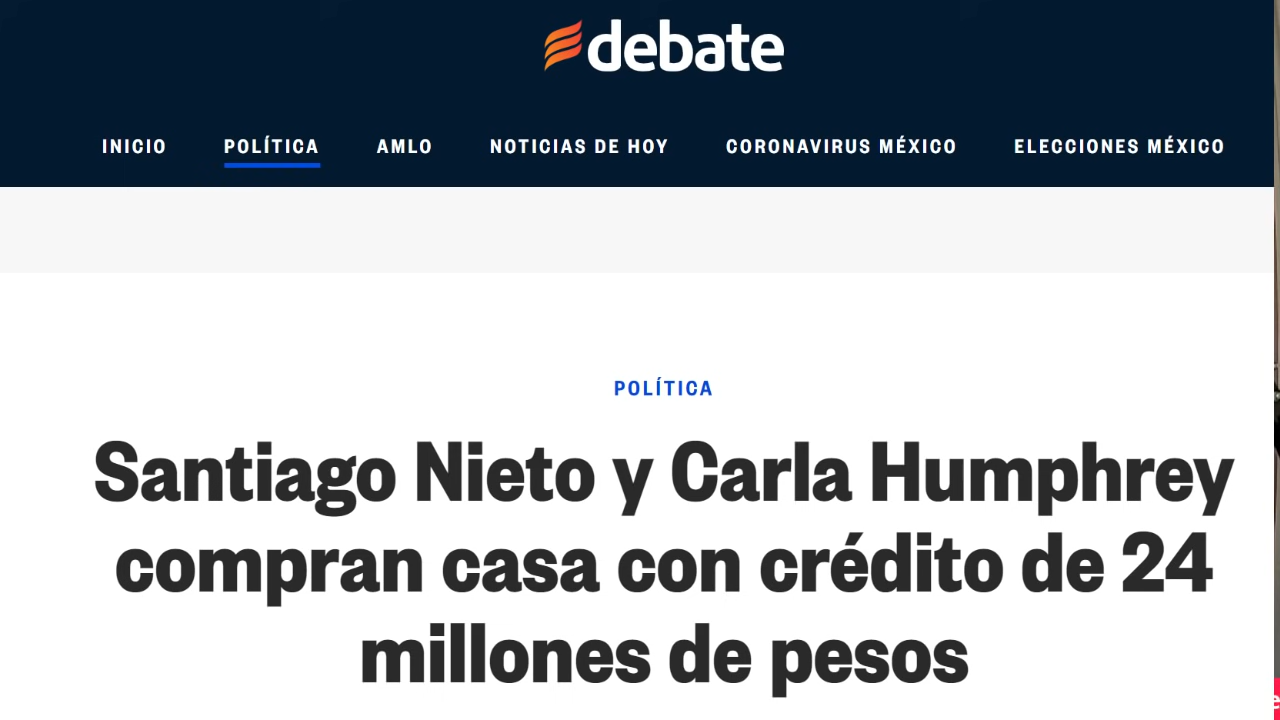 debate
INICIO POLÍTICA AMLO NOTICIAS DE HOY CORONAVIRUS MÉXICO ELECCIONES MÉXICO
POLÍTICA
Santiago Nieto y Carla Humphrey
compran casa con crédito de 24
millones de pesos